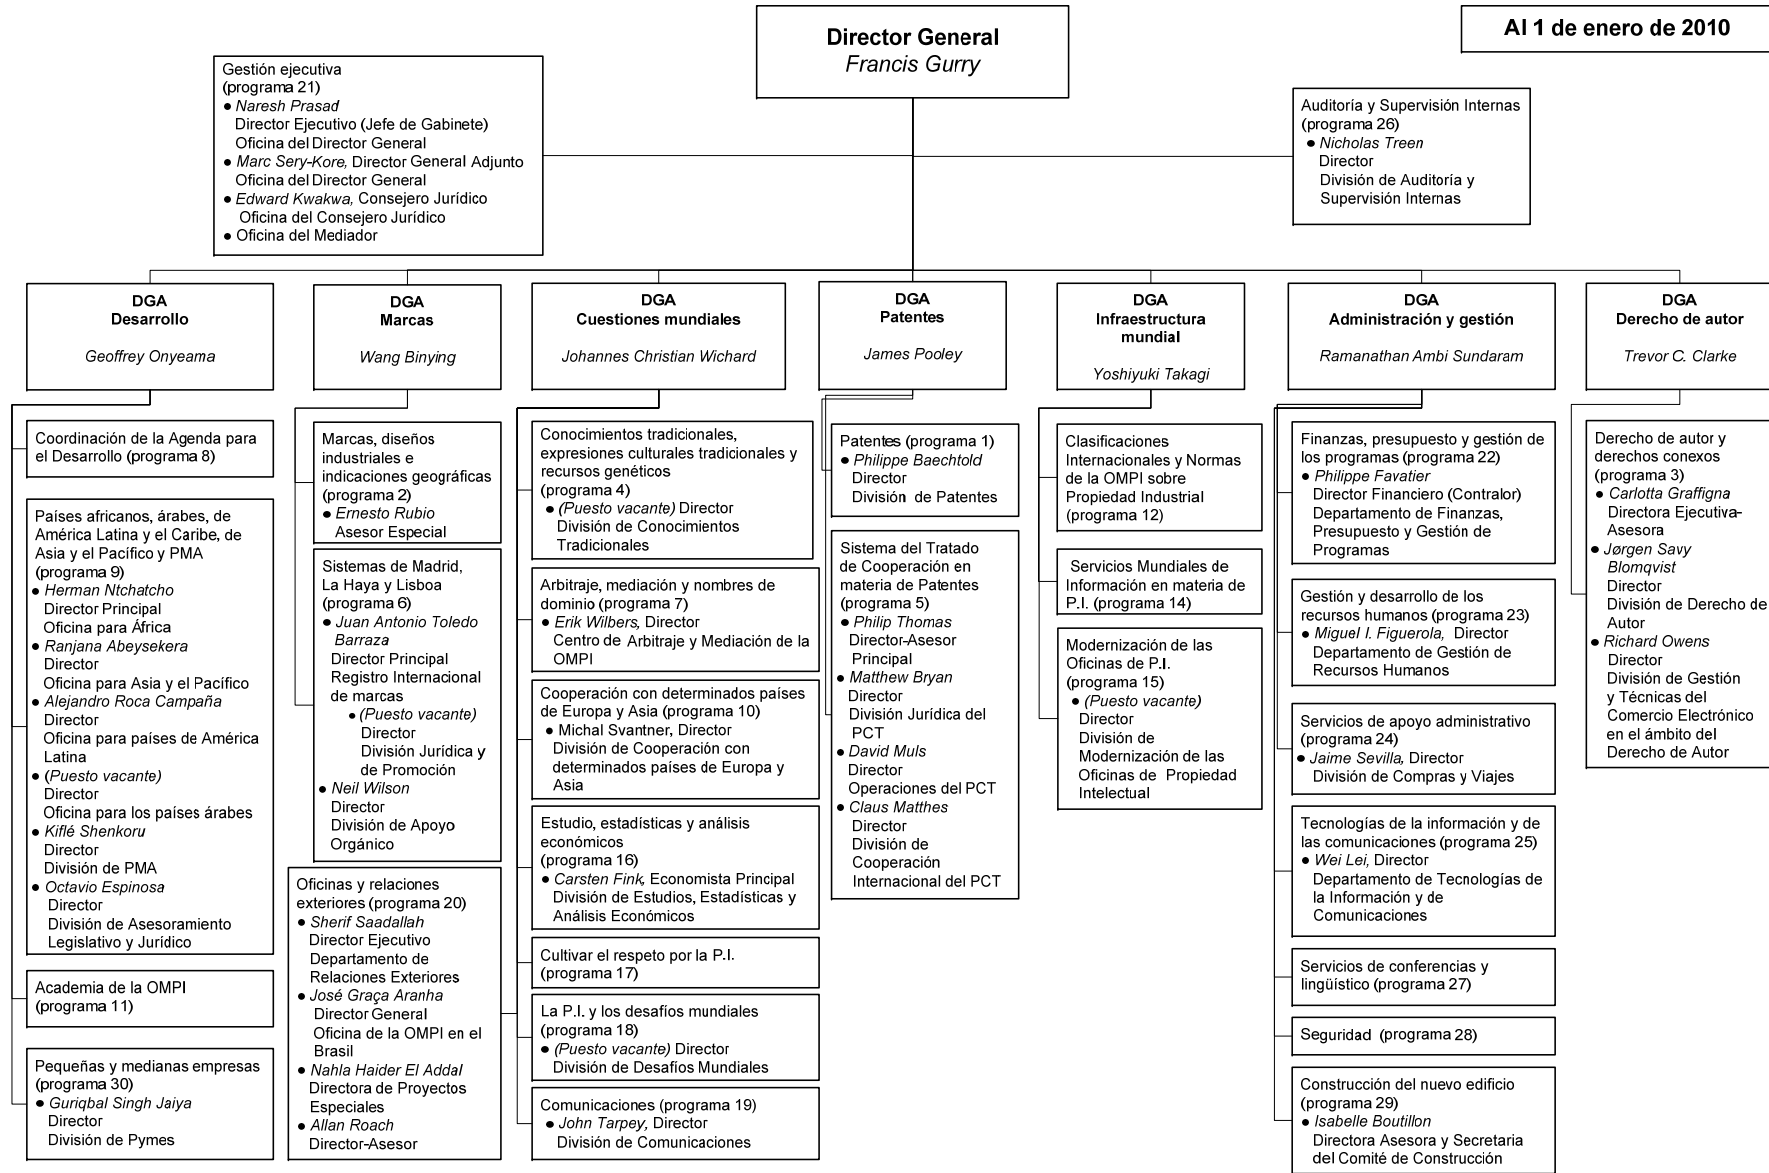 Director General
Francis Gurry
Al 1 de enero de 2010
Gestión ejecutiva
(programa 21)
● Naresh Prasad
Director Ejecutivo (Jefe de Gabinete)
Oficina del Director General
● Marc Sery-Kore, Director General Adjunto
Oficina del Director General
● Edward Kwakwa, Consejero Jurídico
Oficina del Consejero Jurídico
● Oficina del Mediador
Auditoría y Supervisión Internas
(programa 26)
● Nicholas Treen
Director
División de Auditoría y
Supervisión Internas
DGA
Desarrollo
Geoffrey Onyeama
Coordinación de la Agenda para
el Desarrollo (programa 8)
Países africanos, árabes, de
América Latina y el Caribe, de
Asia y el Pacífico y PMA
(programa 9)
● Herman Ntchatcho
Director Principal
Oficina para África
● Ranjana Abeysekera
Director
Oficina para Asia y el Pacífico
● Alejandro Roca Campaña
Director
Oficina para países de América
Latina
● (Puesto vacante)
Director
Oficina para los países árabes
● Kiflé Shenkoru
Director
División de PMA
● Octavio Espinosa
Director
División de Asesoramiento
Legislativo y Jurídico
Academia de la OMPI
(programa 11)
Pequeñas y medianas empresas
(programa 30)
● Guriqbal Singh Jaiya
Director
División de Pymes
DGA
Marcas
Wang Binying
Marcas, diseños
industriales e
indicaciones geográficas
(programa 2)
● Ernesto Rubio
Asesor Especial
Sistemas de Madrid,
La Haya y Lisboa
(programa 6)
● Juan Antonio Toledo
Barraza
Director Principal
Registro Internacional
de marcas
● (Puesto vacante)
Director
División Jurídica y
de Promoción
● Neil Wilson
Director
División de Apoyo
Orgánico
Oficinas y relaciones
exteriores (programa 20)
● Sherif Saadallah
Director Ejecutivo
Departamento de
Relaciones Exteriores
● José Graça Aranha
Director General
Oficina de la OMPI en el
Brasil
● Nahla Haider El Addal
Directora de Proyectos
Especiales
● Allan Roach
Director-Asesor
DGA
Cuestiones mundiales
Johannes Christian Wichard
Conocimientos tradicionales,
expresiones culturales tradicionales y
recursos genéticos
(programa 4)
● (Puesto vacante) Director
División de Conocimientos
Tradicionales
Arbitraje, mediación y nombres de
dominio (programa 7)
● Erik Wilbers, Director
Centro de Arbitraje y Mediación de la
OMPI
Cooperación con determinados países
de Europa y Asia (programa 10)
● Michal Svantner, Director
División de Cooperación con
determinados países de Europa y
Asia
Estudio, estadísticas y análisis
económicos
(programa 16)
● Carsten Fink, Economista Principal
División de Estudios, Estadísticas y
Análisis Económicos
Cultivar el respeto por la P.I.
(programa 17)
La P.I. y los desafíos mundiales
(programa 18)
● (Puesto vacante) Director
División de Desafíos Mundiales
Comunicaciones (programa 19)
● John Tarpey, Director
División de Comunicaciones
DGA
Patentes
James Pooley
Patentes (programa 1)
● Philippe Baechtold
Director
División de Patentes
Sistema del Tratado
de Cooperación en
materia de Patentes
(programa 5)
● Philip Thomas
Director-Asesor
Principal
● Matthew Bryan
Director
División Jurídica del
PCT
● David Muls
Director
Operaciones del PCT
● Claus Matthes
Director
División de
Cooperación
Internacional del PCT
DGA
Infraestructura
mundial
Yoshiyuki Takagi
Clasificaciones
Internacionales y Normas
de la OMPI sobre
Propiedad Industrial
(programa 12)
Servicios Mundiales de
Información en materia de
P.I. (programa 14)
Modernización de las
Oficinas de P.I.
(programa 15)
● (Puesto vacante)
Director
División de
Modernización de las
Oficinas de Propiedad
Intelectual
DGA
Administración y gestión
Ramanathan Ambi Sundaram
Finanzas, presupuesto y gestión de
los programas (programa 22)
● Philippe Favatier
Director Financiero (Contralor)
Departamento de Finanzas,
Presupuesto y Gestión de
Programas
Gestión y desarrollo de los
recursos humanos (programa 23)
● Miguel I. Figuerola, Director
Departamento de Gestión de
Recursos Humanos
Servicios de apoyo administrativo
(programa 24)
● Jaime Sevilla, Director
División de Compras y Viajes
Tecnologías de la información y de
las comunicaciones (programa 25)
● Wei Lei, Director
Departamento de Tecnologías de
la Información y de
Comunicaciones
Servicios de conferencias y
lingüístico (programa 27)
Seguridad (programa 28)
Construcción del nuevo edificio
(programa 29)
● Isabelle Boutillon
Directora Asesora y Secretaria
del Comité de Construcción
DGA
Derecho de autor
Trevor C. Clarke
Derecho de autor y
derechos conexos
(programa 3)
● Carlotta Graffigna
Directora Ejecutiva-
Asesora
● Jørgen Savy
Blomqvist
Director
División de Derecho de
Autor
● Richard Owens
Director
División de Gestión
y Técnicas del
Comercio Electrónico
en el ámbito del
Derecho de Autor